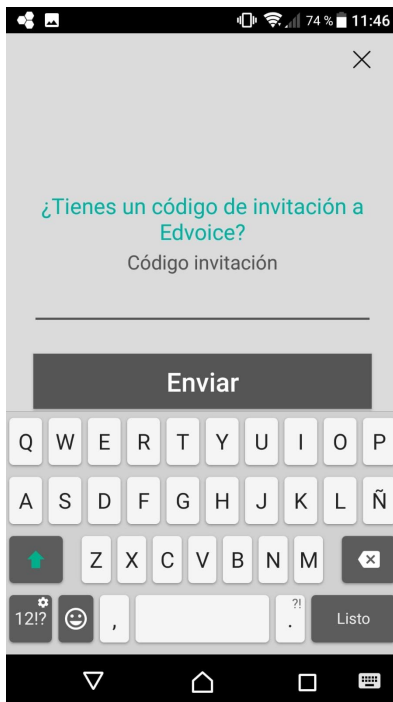 74 % 11:46
¿Tienes un código de invitación a
Edvoice?
Código invitación
Enviar
Q W E R T Y U I O P
A S D F G H J K L Ñ
Z X C V B N M
12!? , ?! . Listo